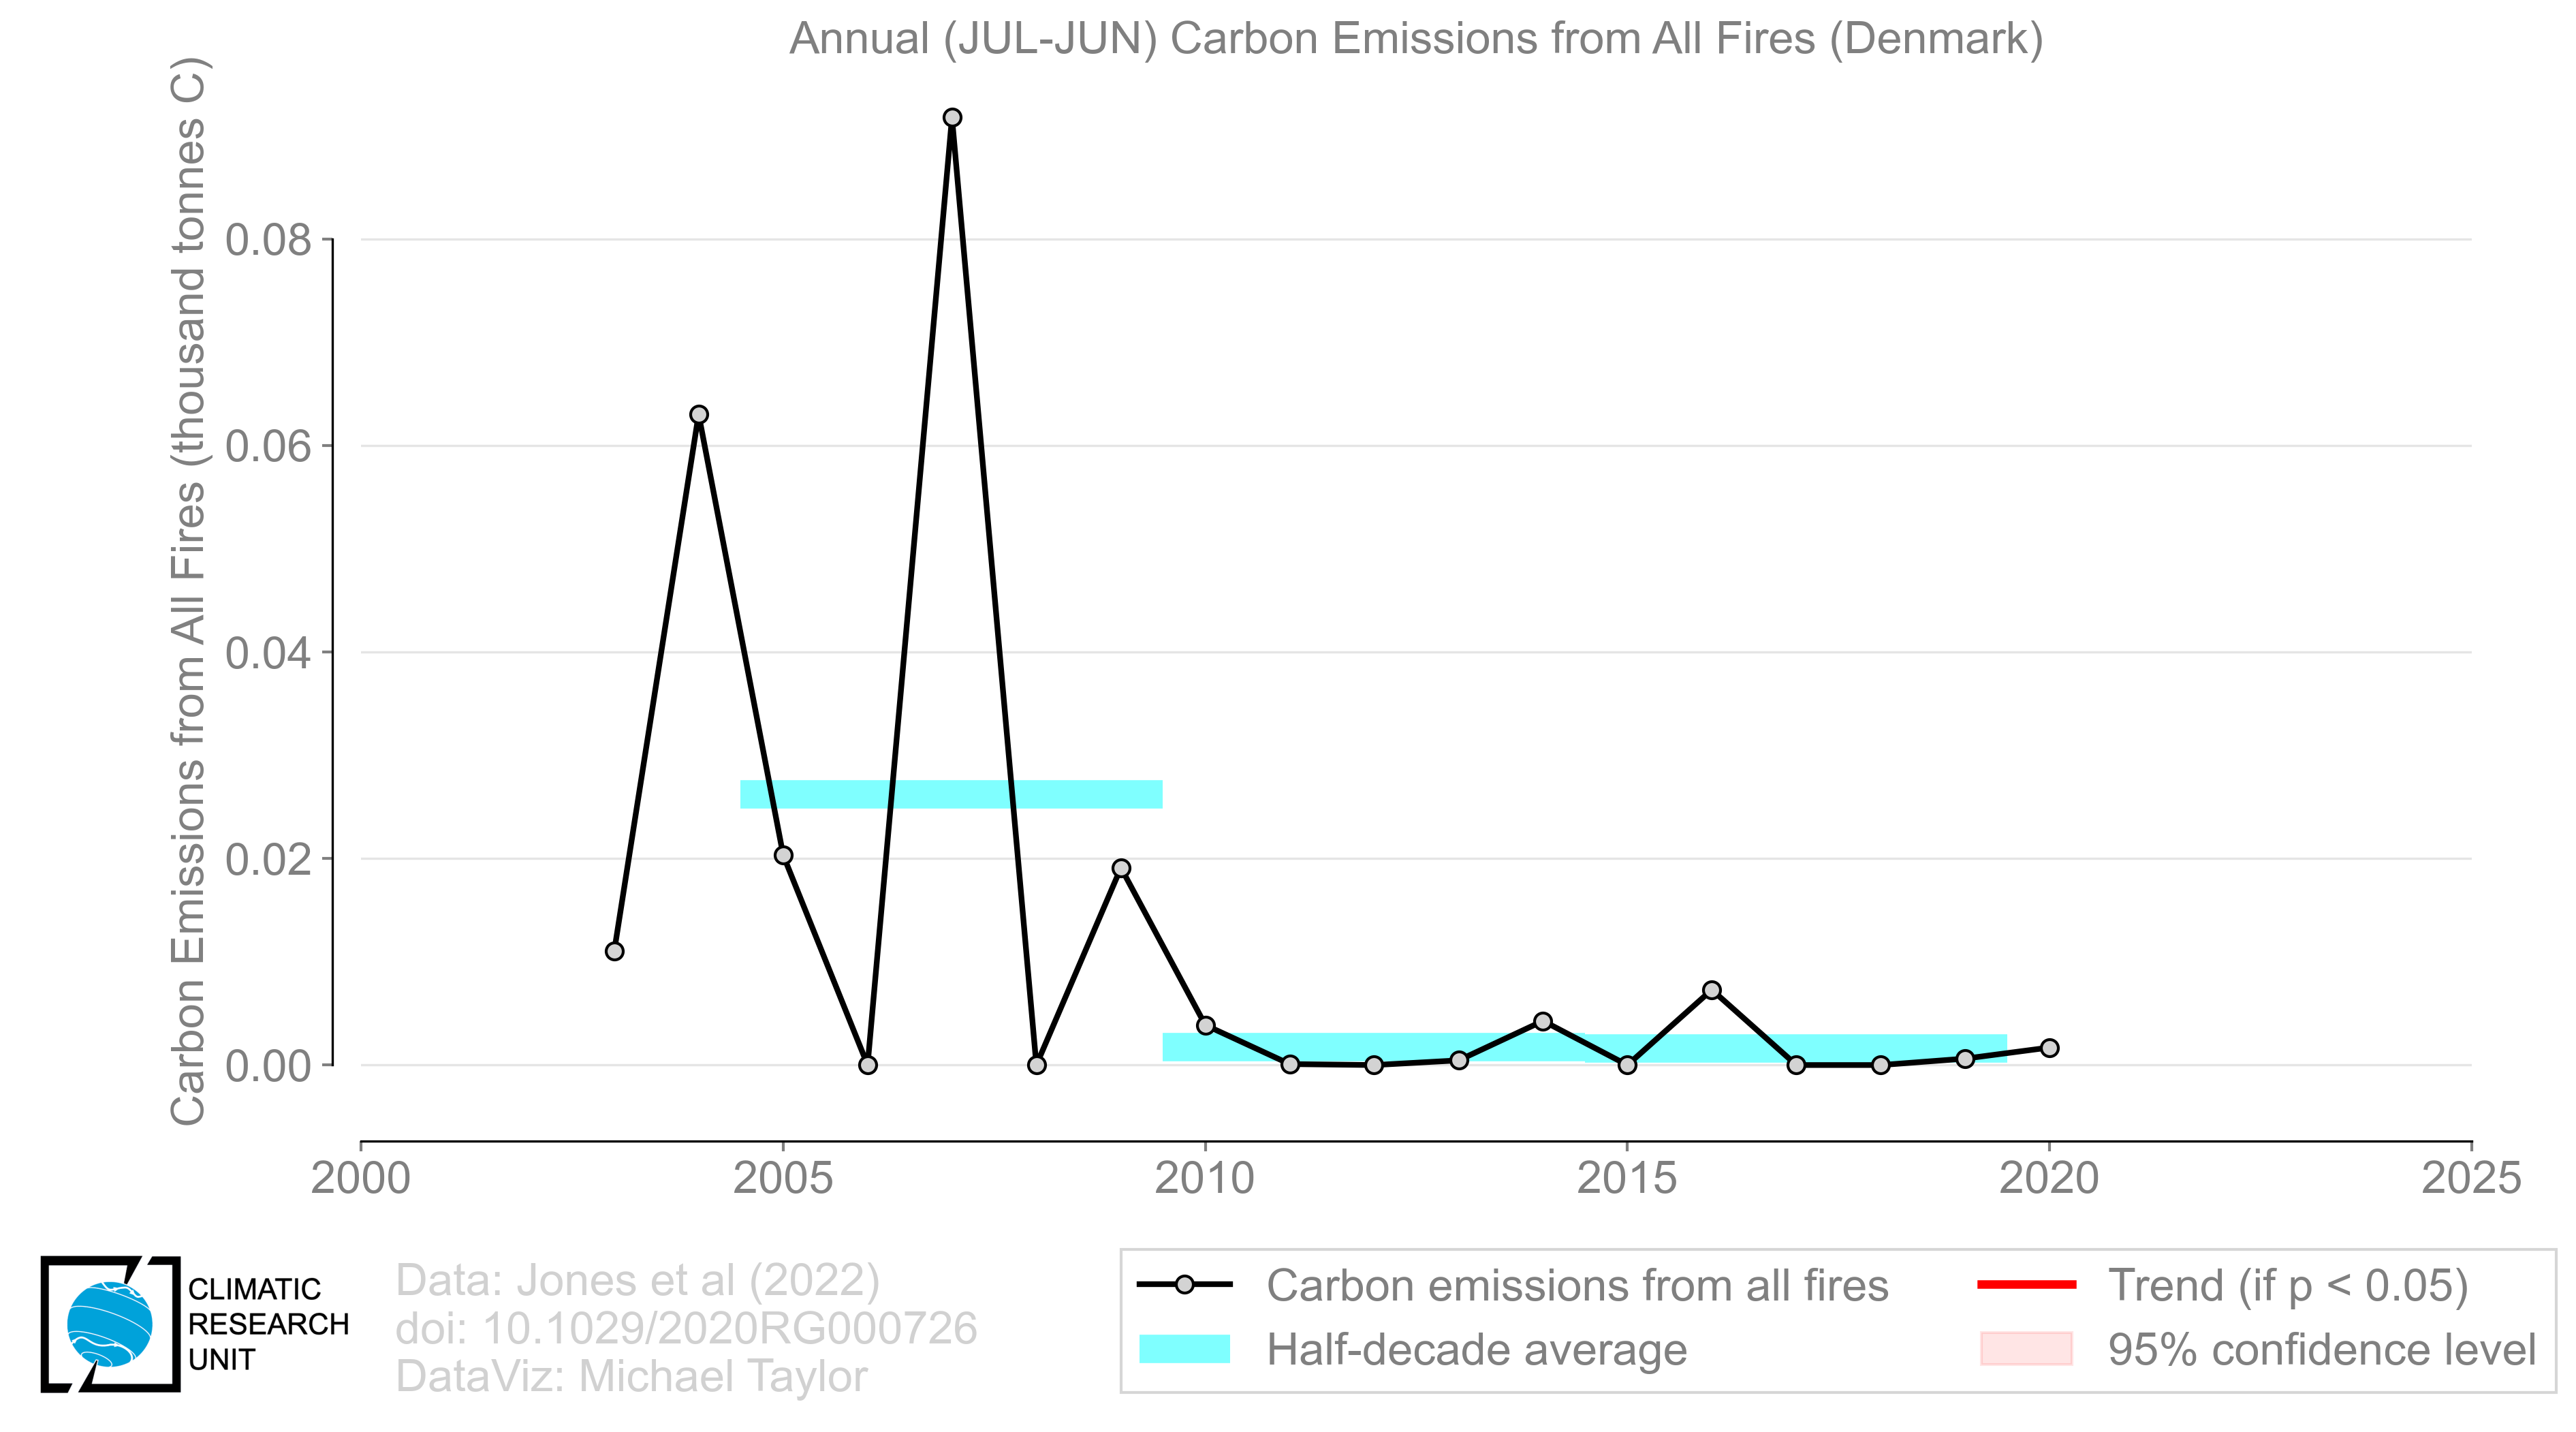 Annual (JUL-JUN) Carbon Emissions from All Fires (Denmark)
Carbon Emissions from All Fires (thousand tonnes C)
0.08
0.06
0.04
0.02
0.00
2000 2005 2010 2015 2020 2025
CLIMATIC
RESEARCH
UNIT
Data: Jones et al (2022)
doi: 10.1029/2020RG000726
DataViz: Michael Taylor
Carbon emissions from all fires
Half-decade average
Trend (if p < 0.05)
95% confidence level